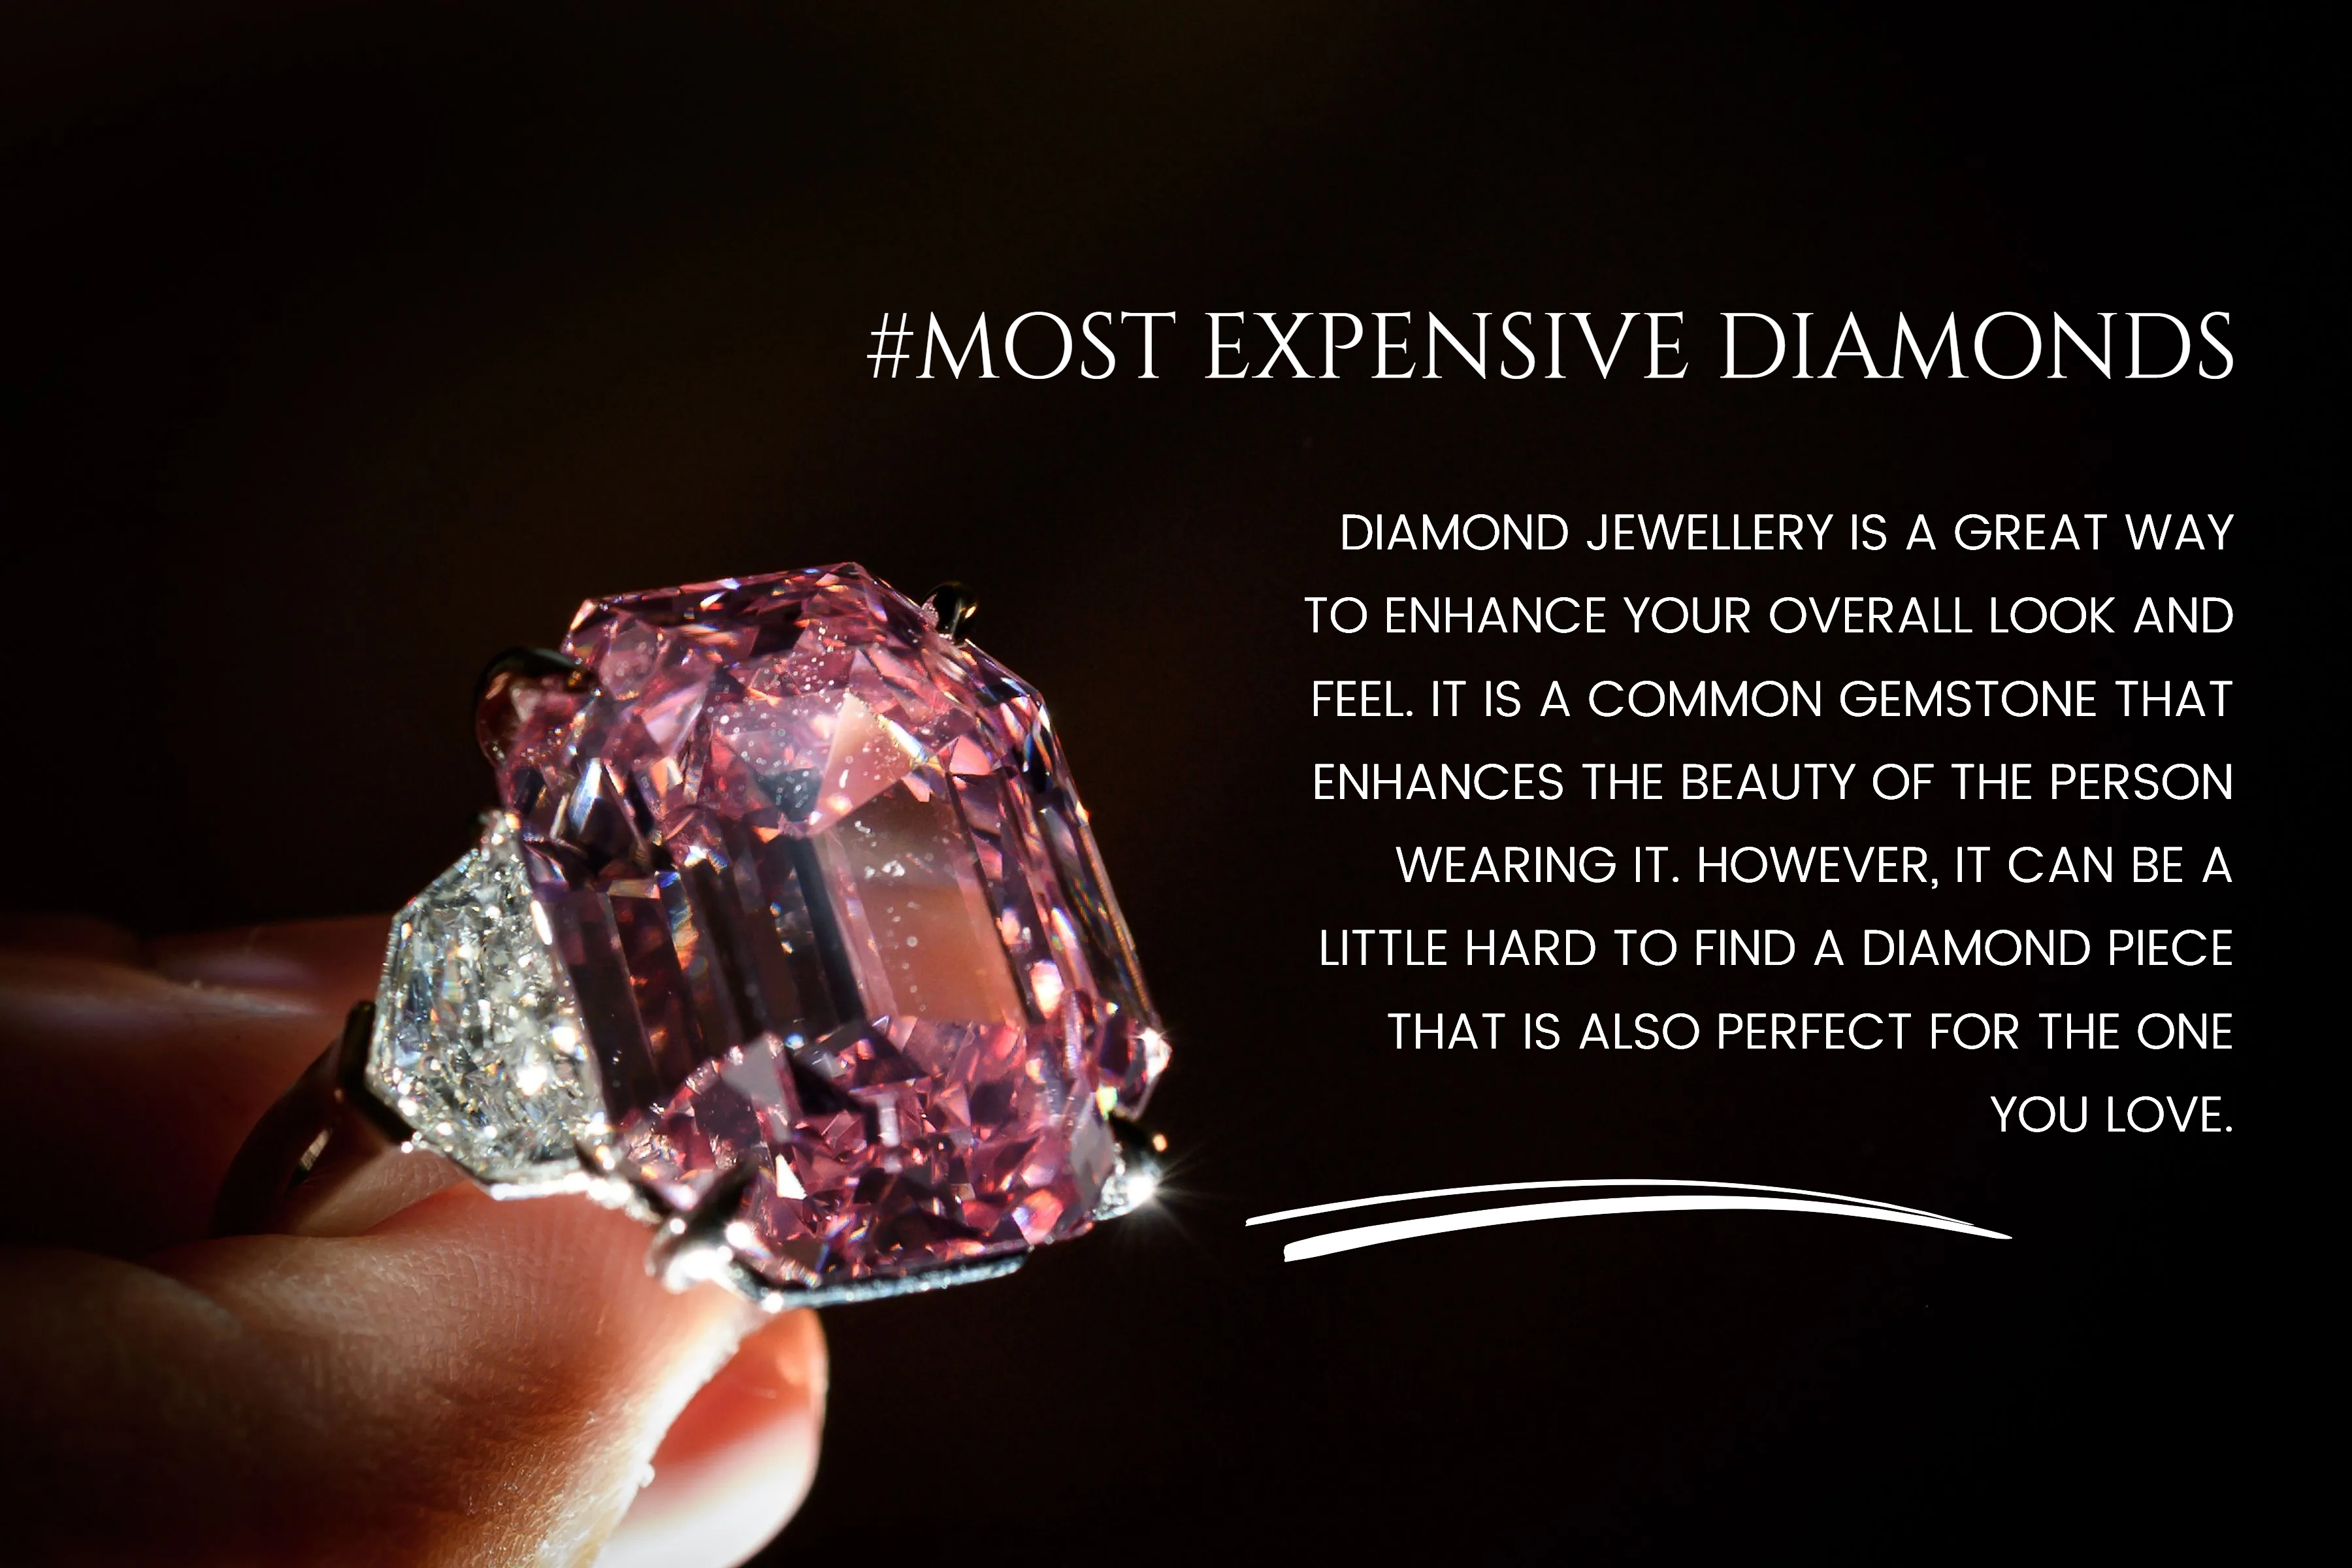 #MOST EXPENSIVE DIAMONDS
DIAMOND JEWELLERY IS A GREAT WAY
TO ENHANCE YOUR OVERALL LOOK AND
FEEL. IT IS A COMMON GEMSTONE THAT
ENHANCES THE BEAUTY OF THE PERSON
WEARING IT. HOWEVER, IT CAN BE A
LITTLE HARD TO FIND A DIAMOND PIECE
THAT IS ALSO PERFECT FOR THE ONE
YOU LOVE.